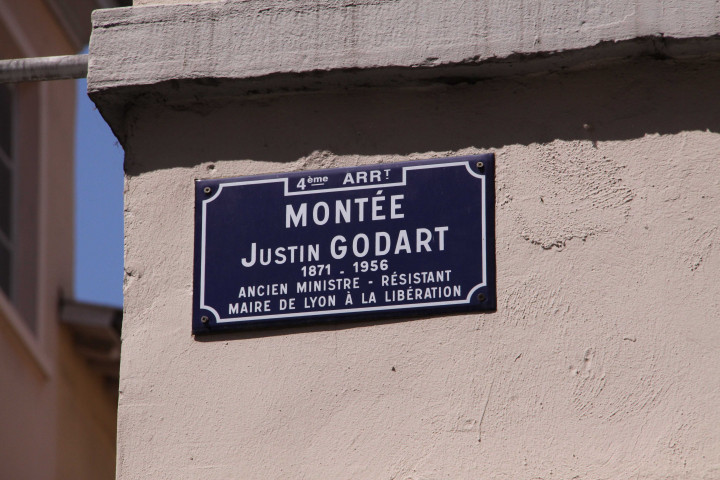 4ème ARRT
MONTÉE
JUSTIN GODART
1871 - 1956
ANCIEN MINISTRE - RÉSISTANT
MAIRE DE LYON À LA LIBÉRATION